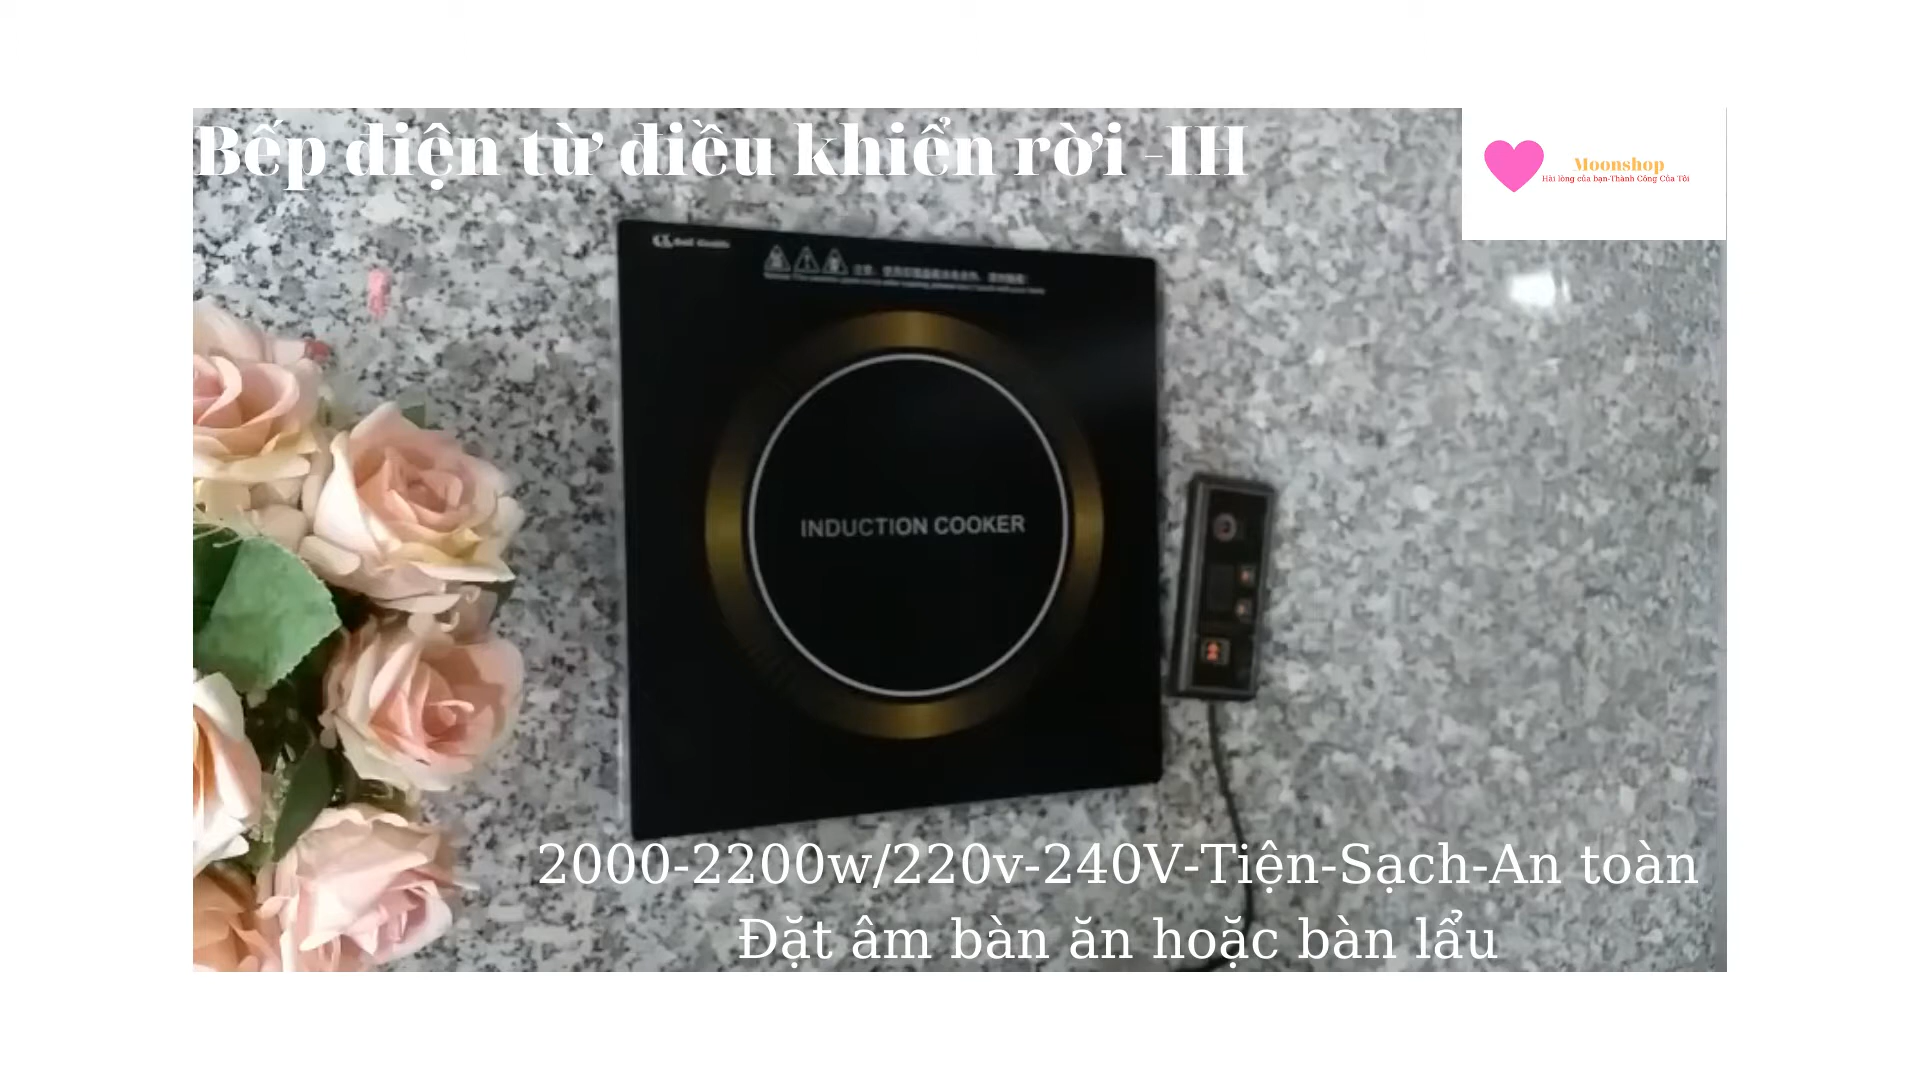 Bếp điện từ điều khiển rời -IH
Moonshop
Hài lòng của bạn-Thành Công Của Tôi
INDUCTION COOKER
2000-2200w/220v-240V-Tiện-Sạch-An toàn
Đặt âm bàn ăn hoặc bàn lẩu